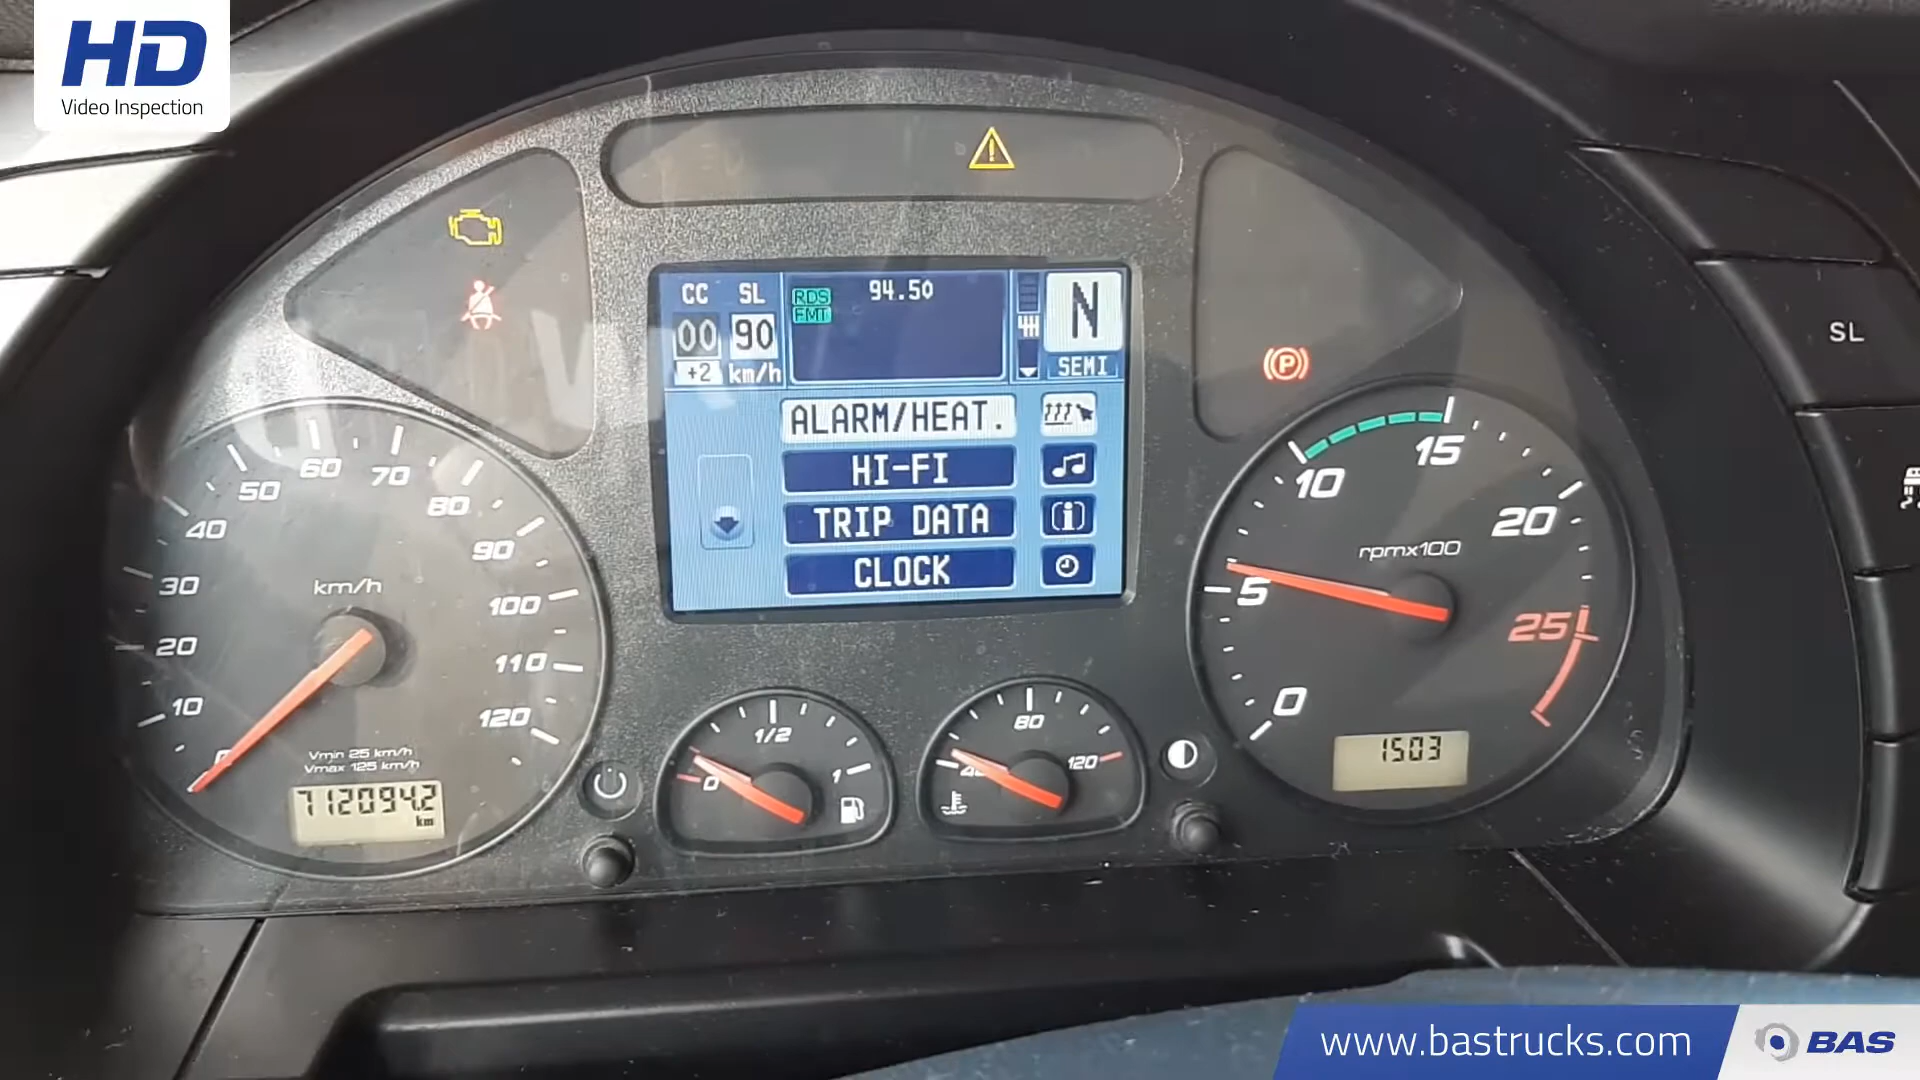 HD
Video Inspection
CC SL
00 90
+2 km/h
RDS
FMT
94.50
N
SEMI
ALARM/HEAT.
HI-FI
TRIP DATA
CLOCK
SL
0 10 20 30 40 50 60 70 80 90 100 110 120
km/h
Vmin 25 km/h
Vmax 125 km/h
712094.2
km
0 1/2 1
40 80 120
0 5 10 15 20 25
rpmx100
1503
P
www.bastrucks.com
BAS